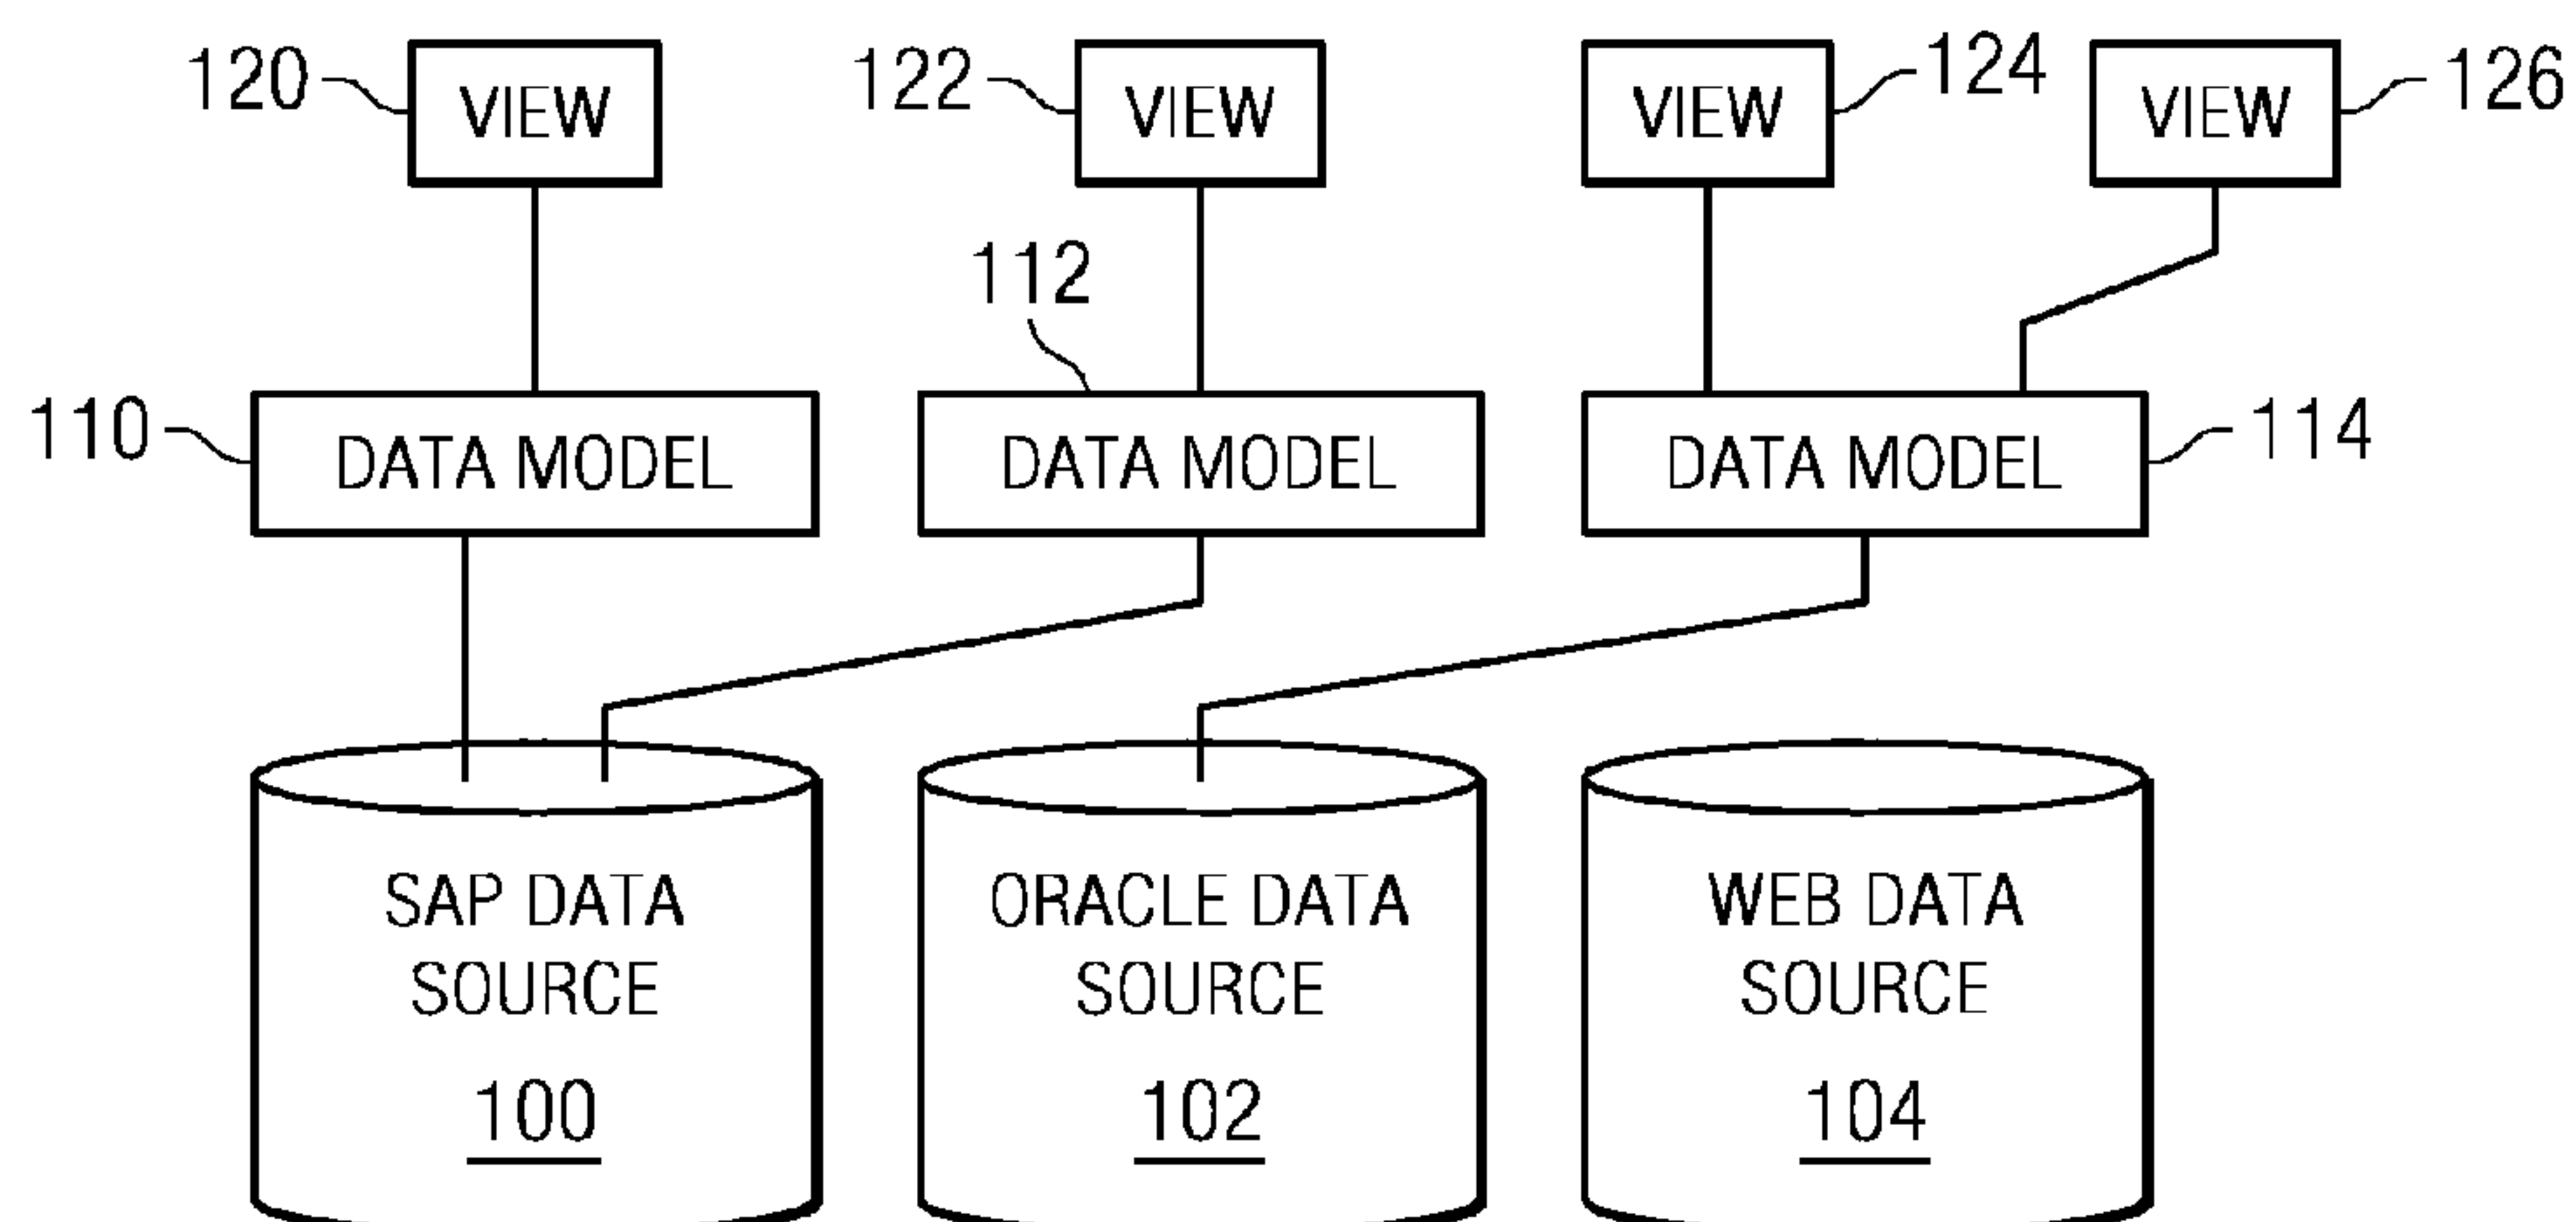 120
VIEW
122
VIEW
VIEW
124
VIEW
126
112
110
DATA MODEL
DATA MODEL
DATA MODEL
114
SAP DATA
SOURCE
100
ORACLE DATA
SOURCE
102
WEB DATA
SOURCE
104